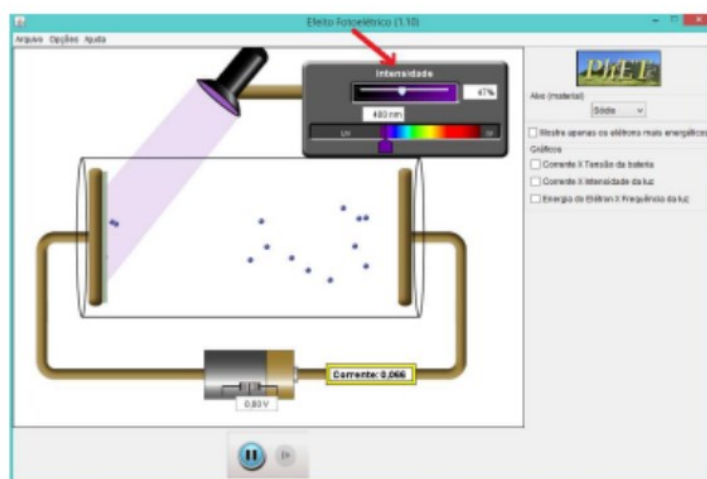 Efeito Fotoelétrico (1.10)
Arquivo Opções Ajuda
Intensidade
47%
400 nm
UV
IV
PhET
Alvo (material)
Sódio
Mostre apenas os elétrons mais energéticos
Gráficos
Corrente X Tensão da bateria
Corrente X Intensidade da luz
Energia do Elétron X Frequência da luz
Corrente: 0,066
0,00 V